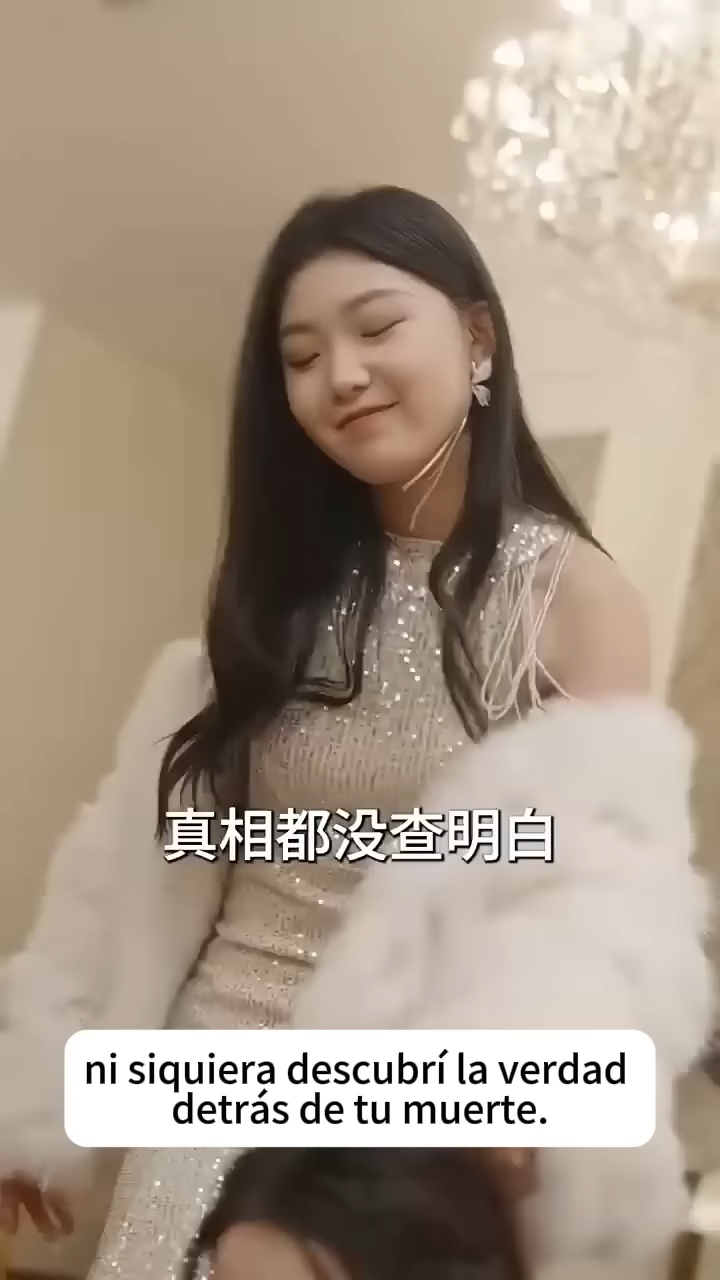 真相都没查明白
ni siquiera descubrí la verdad
detrás de tu muerte.